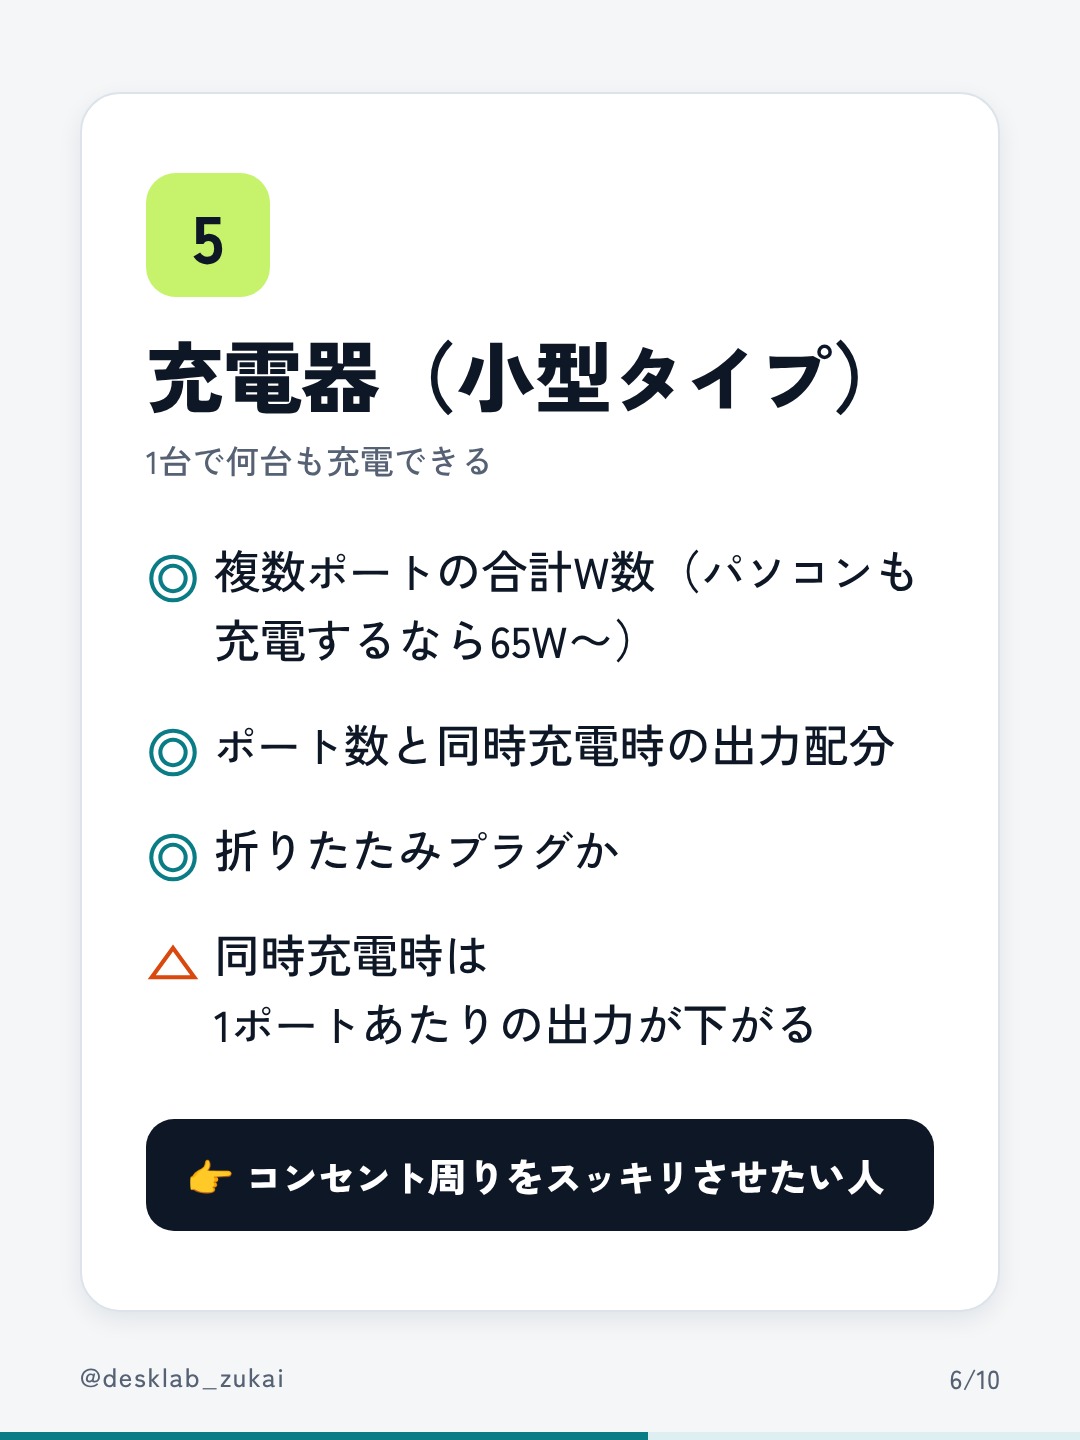 5
充電器（小型タイプ）
1台で何台も充電できる
◎ 複数ポートの合計W数（パソコンも
充電するなら65W〜）
◎ ポート数と同時充電時の出力配分
◎ 折りたたみプラグか
△ 同時充電時は
1ポートあたりの出力が下がる
👉 コンセント周りをスッキリさせたい人
@desklab_zukai
6/10